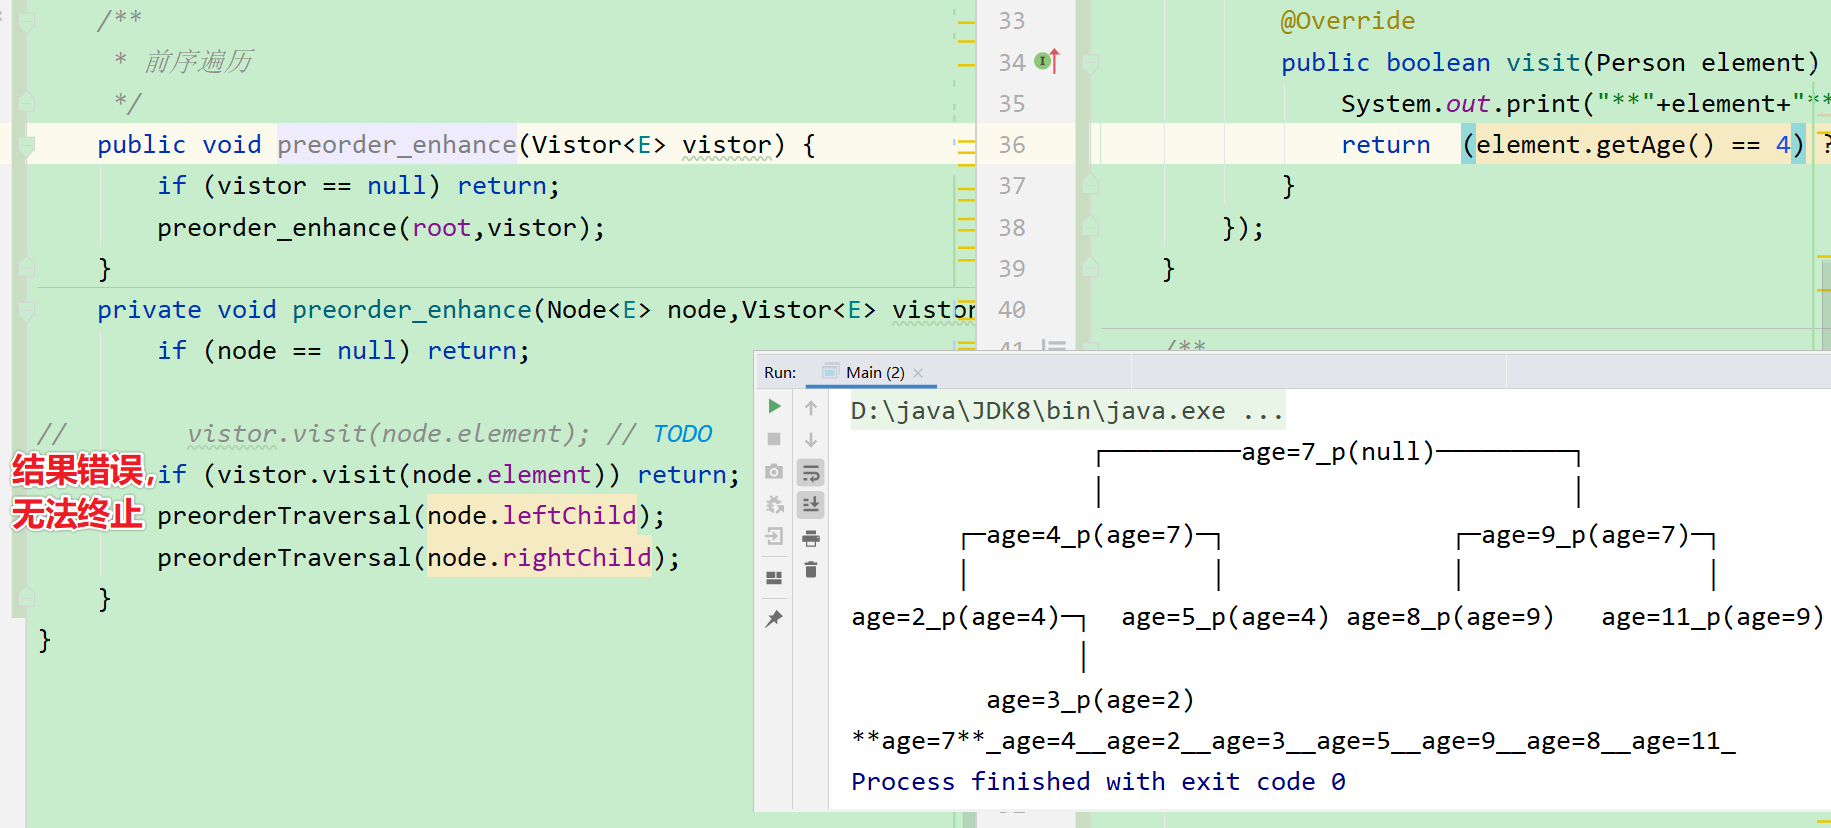 /**
* 前序遍历
*/
public void preorder_enhance(Vistor<E> vistor) {
if (vistor == null) return;
preorder_enhance(root,vistor);
}
private void preorder_enhance(Node<E> node,Vistor<E> vistor
if (node == null) return;
// vistor.visit(node.element); // TODO
if (vistor.visit(node.element)) return;
preorderTraversal(node.leftChild);
preorderTraversal(node.rightChild);
}
}
结果错误，
无法终止
33 @Override
34 public boolean visit(Person element)
35 System.out.print("**"+element+"**
36 return (element.getAge() == 4) ?
37 }
38 });
39 }
40
41 /**
Run: Main (2)
D:\java\JDK8\bin\java.exe ...
┌─────────age=7_p(null)─────────┐
│ │
┌─age=4_p(age=7)─┐ ┌─age=9_p(age=7)─┐
│ │ │ │
age=2_p(age=4)─┐ age=5_p(age=4) age=8_p(age=9) age=11_p(age=9)
│
age=3_p(age=2)
**age=7**_age=4__age=2__age=3__age=5__age=9__age=8__age=11_
Process finished with exit code 0